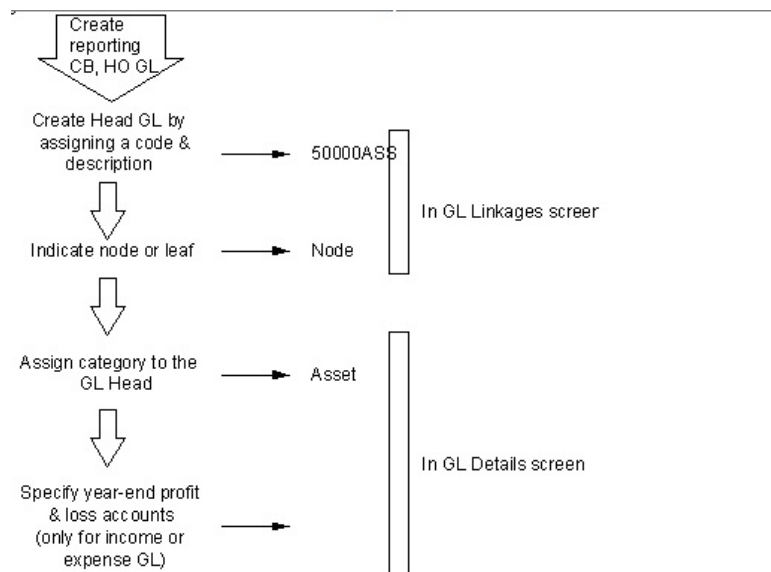 Create
reporting
CB, HO GL
Create Head GL by
assigning a code &
description
50000ASS
In GL Linkages screer
Indicate node or leaf
Node
Assign category to the
GL Head
Asset
In GL Details screen
Specify year-end profit
& loss accounts
(only for income or
expense GL)